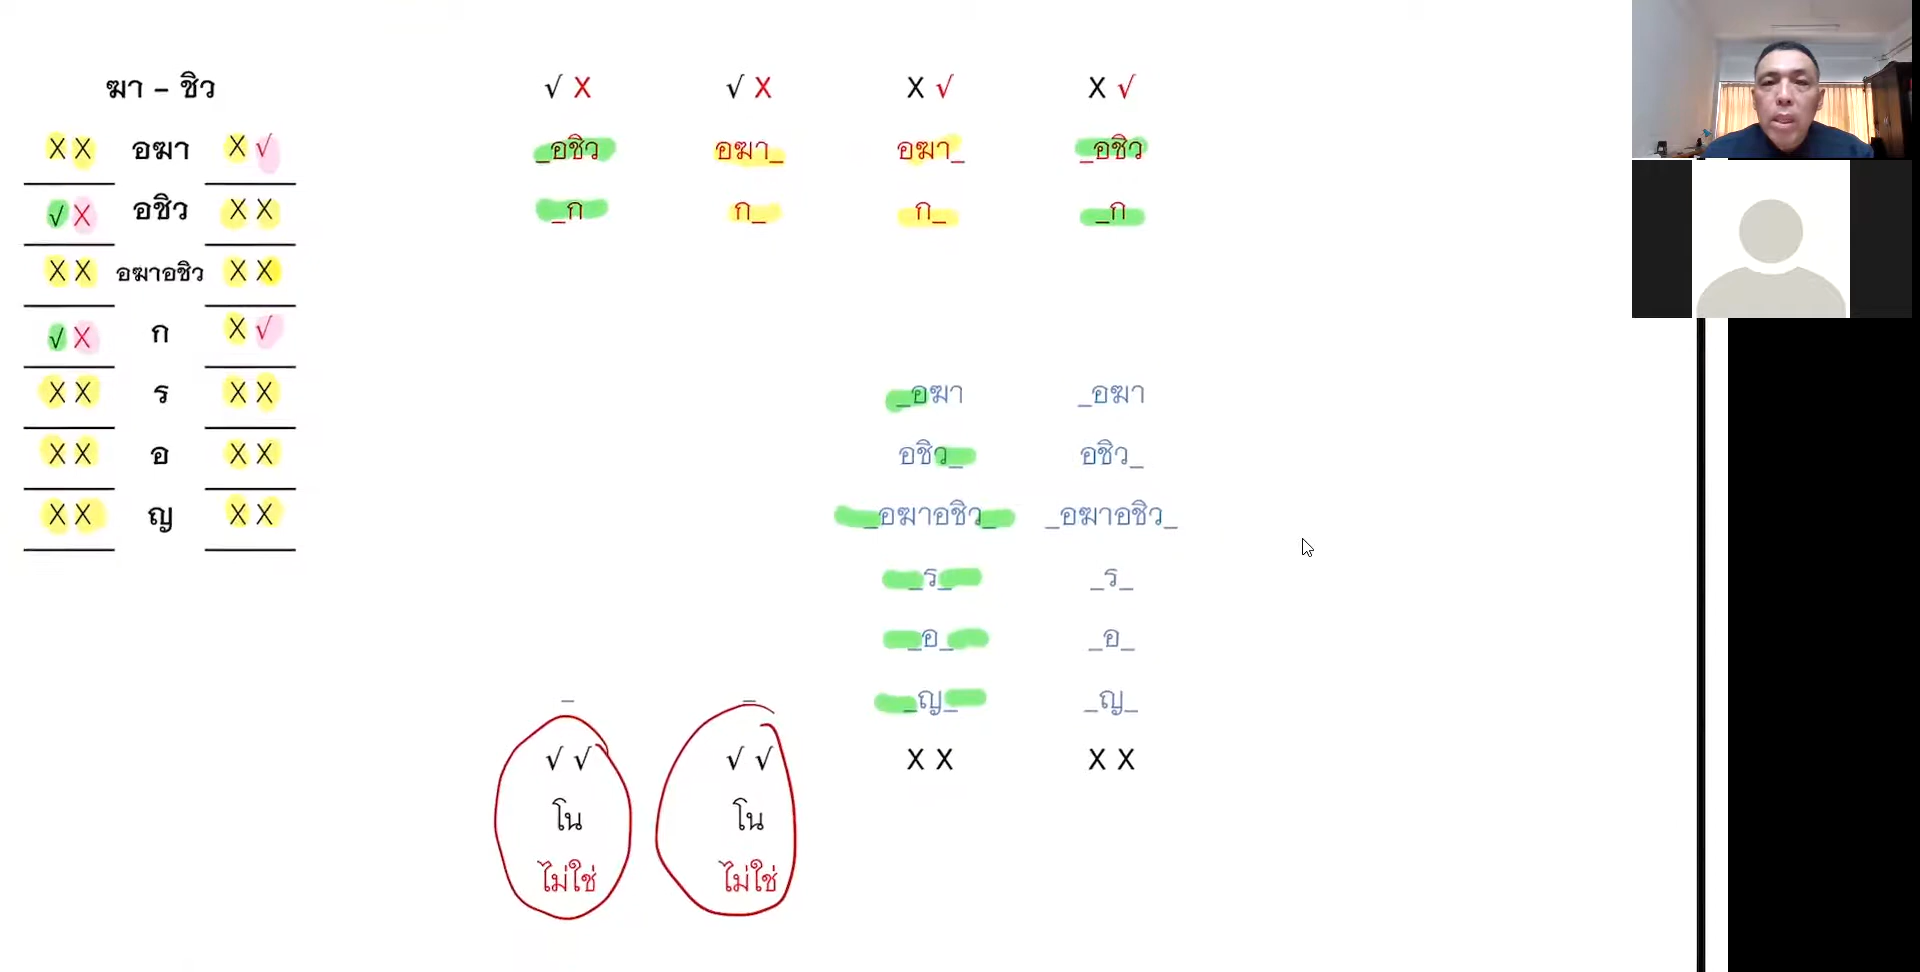 ฆา – ชิว
X X อฆา X √
√ X อชิว X X
X X อฆาอชิว X X
√ X ก X √
X X ร X X
X X อ X X
X X ญ X X
√ X √ X X √ X √
_อชิว อฆา_ อฆา_ _อชิว
_ก ก_ ก_ _ก
_อฆา _อฆา
อชิว_ อชิว_
_อฆาอชิว_ _อฆาอชิว_
_ร_ _ร_
_อ_ _อ_
_ญ_ _ญ_
– –
√ √ √ √ X X X X
โน โน
ไม่ใช่ ไม่ใช่